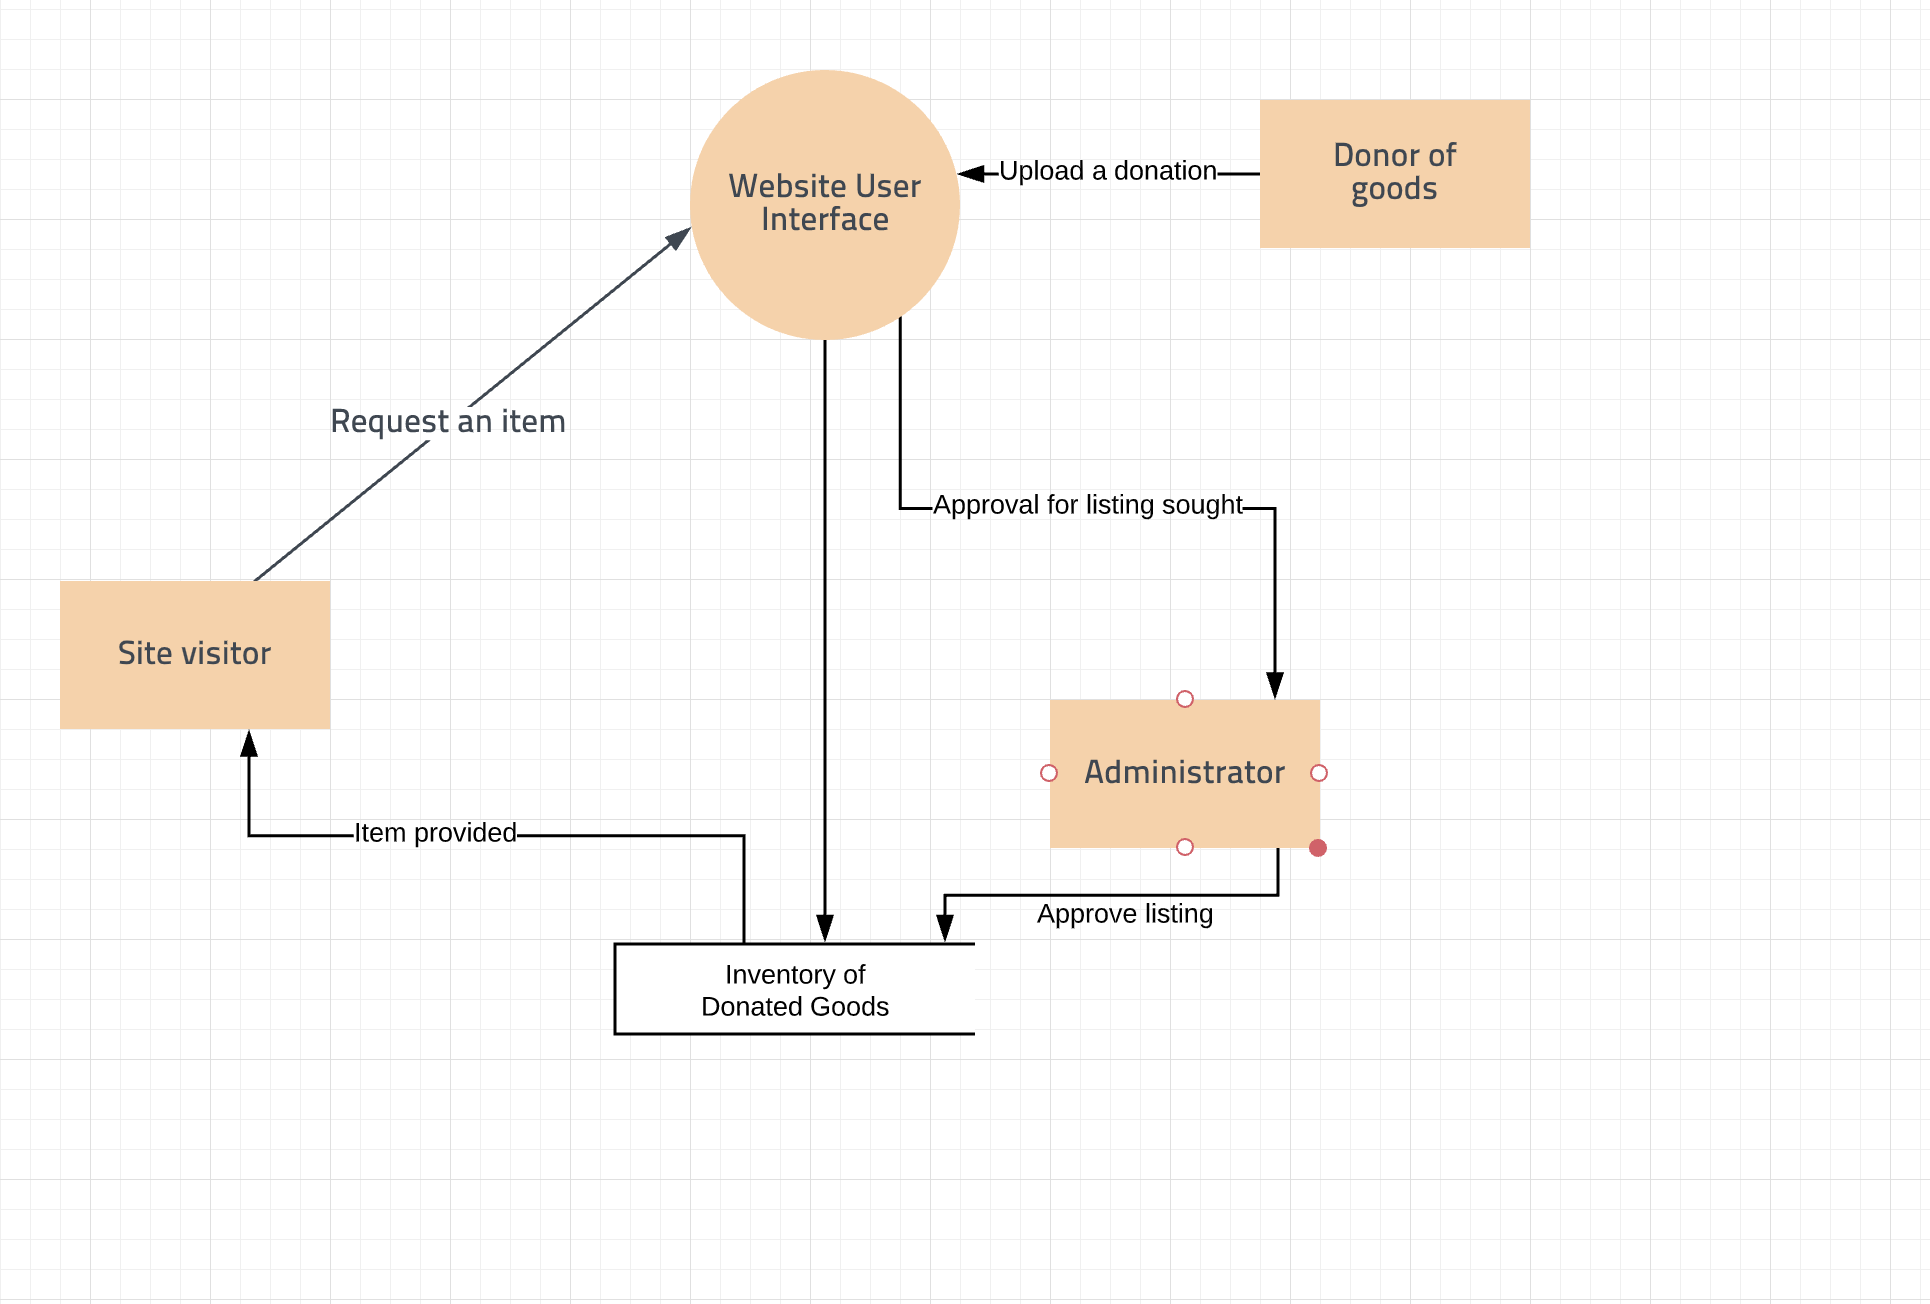 Website User
Interface
Upload a donation
Donor of
goods
Request an item
Approval for listing sought
Site visitor
Administrator
Item provided
Approve listing
Inventory of
Donated Goods